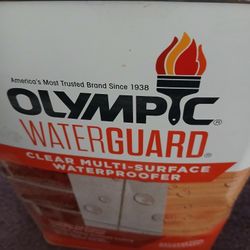 America's Most Trusted Brand Since 1938
OLYMPIC®
WATERGUARD®
CLEAR MULTI-SURFACE
WATERPROOFER